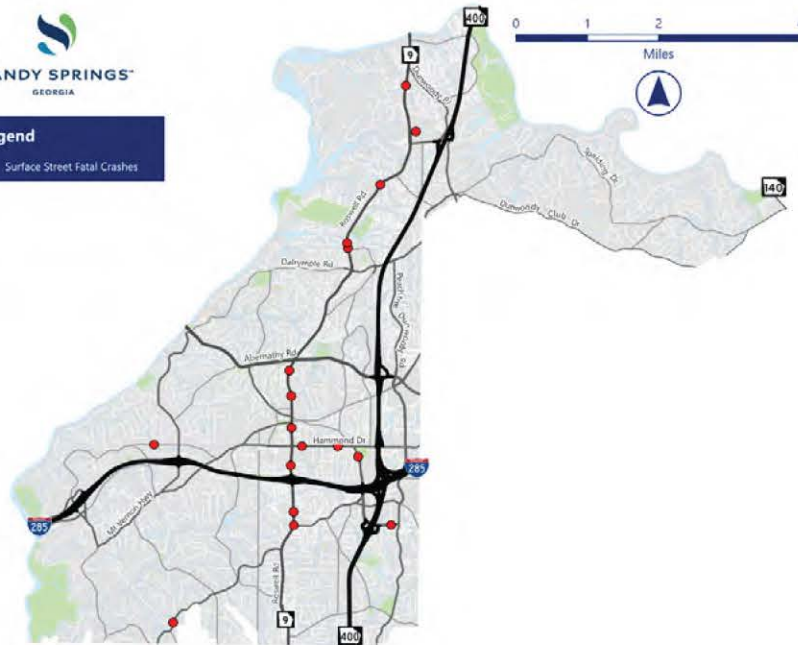 400
0 1 2
Miles
9
ANDY SPRINGS™
GEORGIA
gend
Surface Street Fatal Crashes
Spalding Dr
140
Dunwoody Club Dr
Roswell Rd
Dalrymple Rd
Peachtree Dunwoody Rd
Abernathy Rd
Hammond Dr
285
Mt Vernon Hwy
285
Roswell Rd
9
400